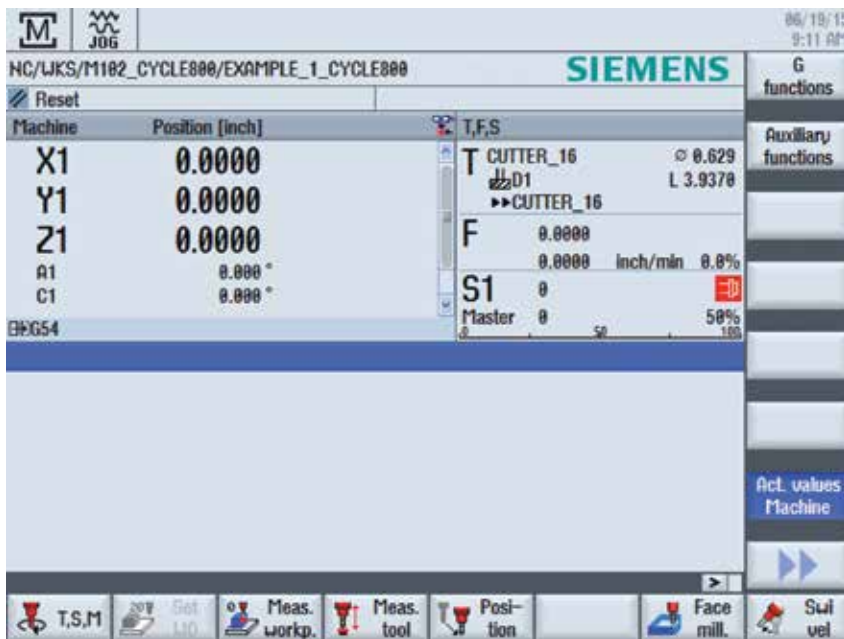 M
JOG
06/19/15
9:11 AM
NC/WKS/M102_CYCLE800/EXAMPLE_1_CYCLE800
SIEMENS
Reset
Machine Position [inch]
X1 0.0000
Y1 0.0000
Z1 0.0000
A1 0.000 °
C1 0.000 °
G54
T,F,S
T CUTTER_16 ⌀ 0.629
D1 L 3.9370
▶▶CUTTER_16
F 0.0000
0.0000 inch/min 0.0%
S1 0
Master 0 50%
0 50 100
G
functions
Auxiliary
functions
Act. values
Machine
>
T,S,M
Set
WO
Meas.
workp.
Meas.
tool
Posi-
tion
Face
mill.
Swi
vel